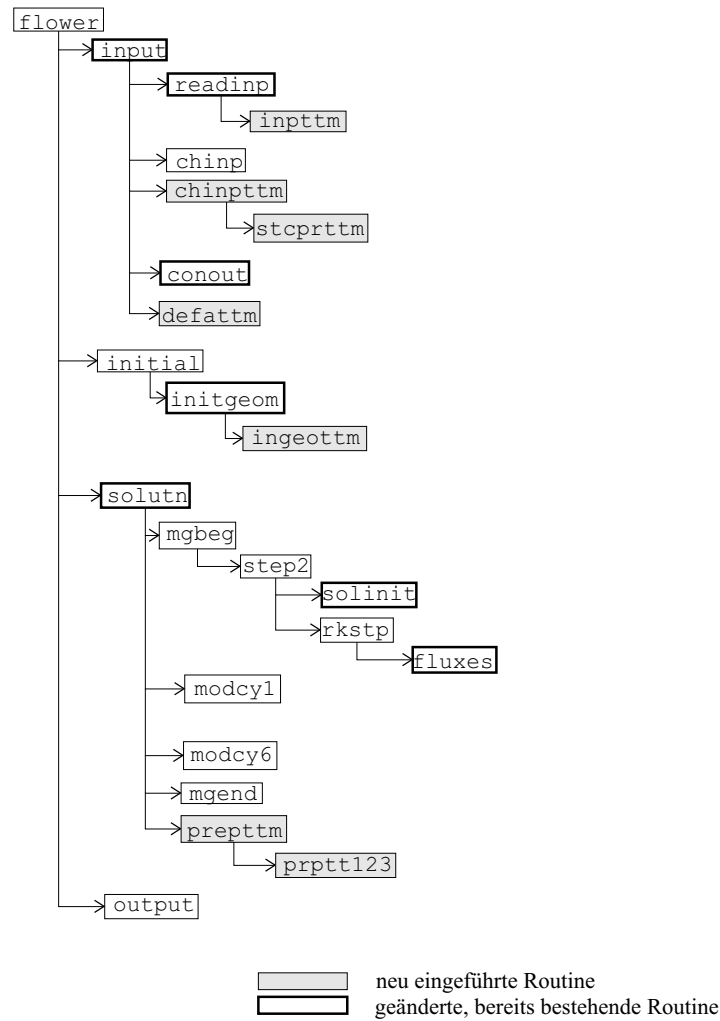 flower
input
readinp
inpttm
chinp
chinpttm
stcprttm
conout
defattm
initial
initgeom
ingeottm
solutn
mgbeg
step2
solinit
rkstp
fluxes
modcy1
modcy6
mgend
prepttm
prptt123
output
neu eingeführte Routine
geänderte, bereits bestehende Routine